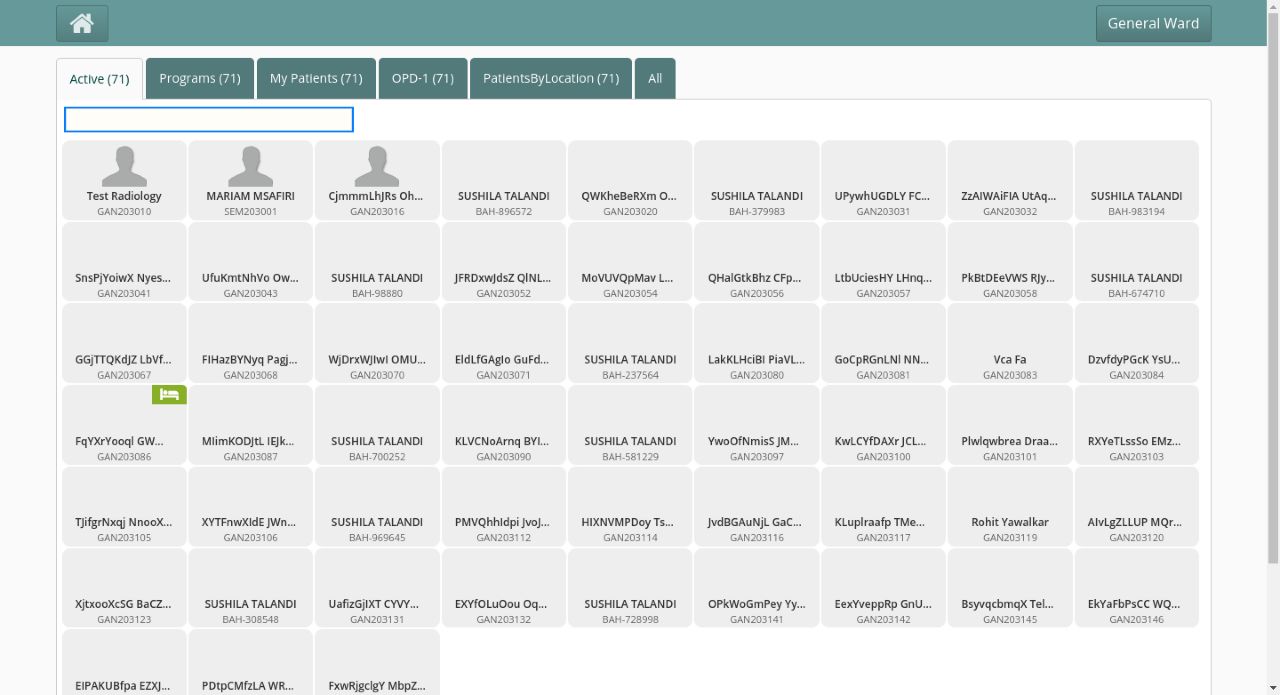 General Ward
Active (71)
Programs (71)
My Patients (71)
OPD-1 (71)
PatientsByLocation (71)
All
Test Radiology
GAN203010
MARIAM MSAFIRI
SEM203001
CjmmmLhJRs Oh...
GAN203016
SUSHILA TALANDI
BAH-896572
QWKheBeRXm O...
GAN203020
SUSHILA TALANDI
BAH-379983
UPywhUGDLY FC...
GAN203031
ZzAIWAiFIA UtAq...
GAN203032
SUSHILA TALANDI
BAH-983194
SnsPjYoiwX Nyes...
GAN203041
UfuKmtNhVo Ow...
GAN203043
SUSHILA TALANDI
BAH-98880
JFRDxwJdsZ QlNL...
GAN203052
MoVUVQpMav L...
GAN203054
QHalGtkBhz CFp...
GAN203056
LtbUciesHY LHnq...
GAN203057
PkBtDEeVWS RJy...
GAN203058
SUSHILA TALANDI
BAH-674710
GGjTTQKdJZ LbVf...
GAN203067
FIHazBYNyq Pagj...
GAN203068
WjDrxWJIwI OMU...
GAN203070
EldLfGAgIo GuFd...
GAN203071
SUSHILA TALANDI
BAH-237564
LakKLHciBI PiaVL...
GAN203080
GoCpRGnLNl NN...
GAN203081
Vca Fa
GAN203083
DzvfdyPGcK YsU...
GAN203084
FqYXrYooql GW...
GAN203086
MlimKODJtL IEJk...
GAN203087
SUSHILA TALANDI
BAH-700252
KLVCNoArnq BYI...
GAN203090
SUSHILA TALANDI
BAH-581229
YwoOfNmisS JM...
GAN203097
KwLCYfDAXr JCL...
GAN203100
Plwlqwbrea Draa...
GAN203101
RXYeTLssSo EMz...
GAN203103
TJifgrNxqj NnooX...
GAN203105
XYTFnwXIdE JWn...
GAN203106
SUSHILA TALANDI
BAH-969645
PMVQhhIdpi JvoJ...
GAN203112
HIXNVMPDoy Ts...
GAN203114
JvdBGAuNjL GaC...
GAN203116
KLuplraafp TMe...
GAN203117
Rohit Yawalkar
GAN203119
AIvLgZLLUP MQr...
GAN203120
XjtxooXcSG BaCZ...
GAN203123
SUSHILA TALANDI
BAH-308548
UafizGjIXT CYVY...
GAN203131
EXYfOLuOou Oq...
GAN203132
SUSHILA TALANDI
BAH-728998
OPkWoGmPey Yy...
GAN203141
EexYveppRp GnU...
GAN203142
BsyvqcbmqX Tel...
GAN203145
EkYaFbPsCC WQ...
GAN203146
EIPAKUBfpa EZXJ...
PDtpCMfzLA WR...
FxwRjgclgY MbpZ...